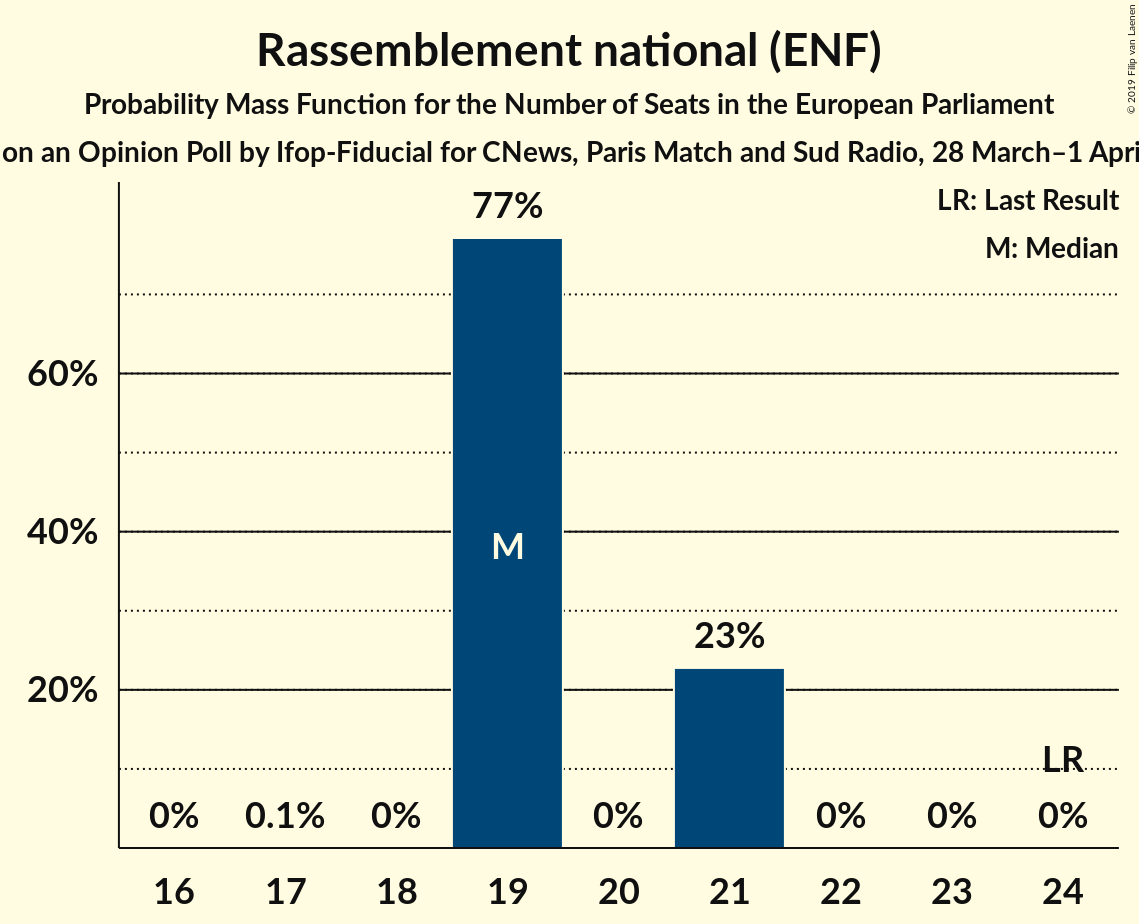 Rassemblement national (ENF)
Probability Mass Function for the Number of Seats in the European Parliament
on an Opinion Poll by Ifop-Fiducial for CNews, Paris Match and Sud Radio, 28 March–1 Apri
© 2019 Filip van Laenen
LR: Last Result
M: Median
77%
60%
40%
M
23%
20%
LR
0% 0.1% 0% 0% 0% 0% 0%
16 17 18 19 20 21 22 23 24